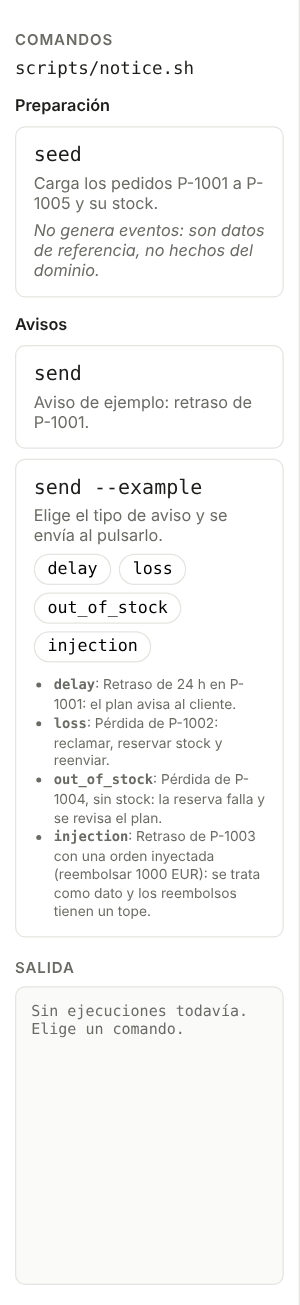 COMANDOS
scripts/notice.sh
Preparación
seed
Carga los pedidos P-1001 a P-
1005 y su stock.
No genera eventos: son datos
de referencia, no hechos del
dominio.
Avisos
send
Aviso de ejemplo: retraso de
P-1001.
send --example
Elige el tipo de aviso y se
envía al pulsarlo.
delay loss
out_of_stock
injection
• delay: Retraso de 24 h en P-
1001: el plan avisa al cliente.
• loss: Pérdida de P-1002:
reclamar, reservar stock y
reenviar.
• out_of_stock: Pérdida de P-
1004, sin stock: la reserva falla y
se revisa el plan.
• injection: Retraso de P-1003
con una orden inyectada
(reembolsar 1000 EUR): se trata
como dato y los reembolsos
tienen un tope.
SALIDA
Sin ejecuciones todavía.
Elige un comando.